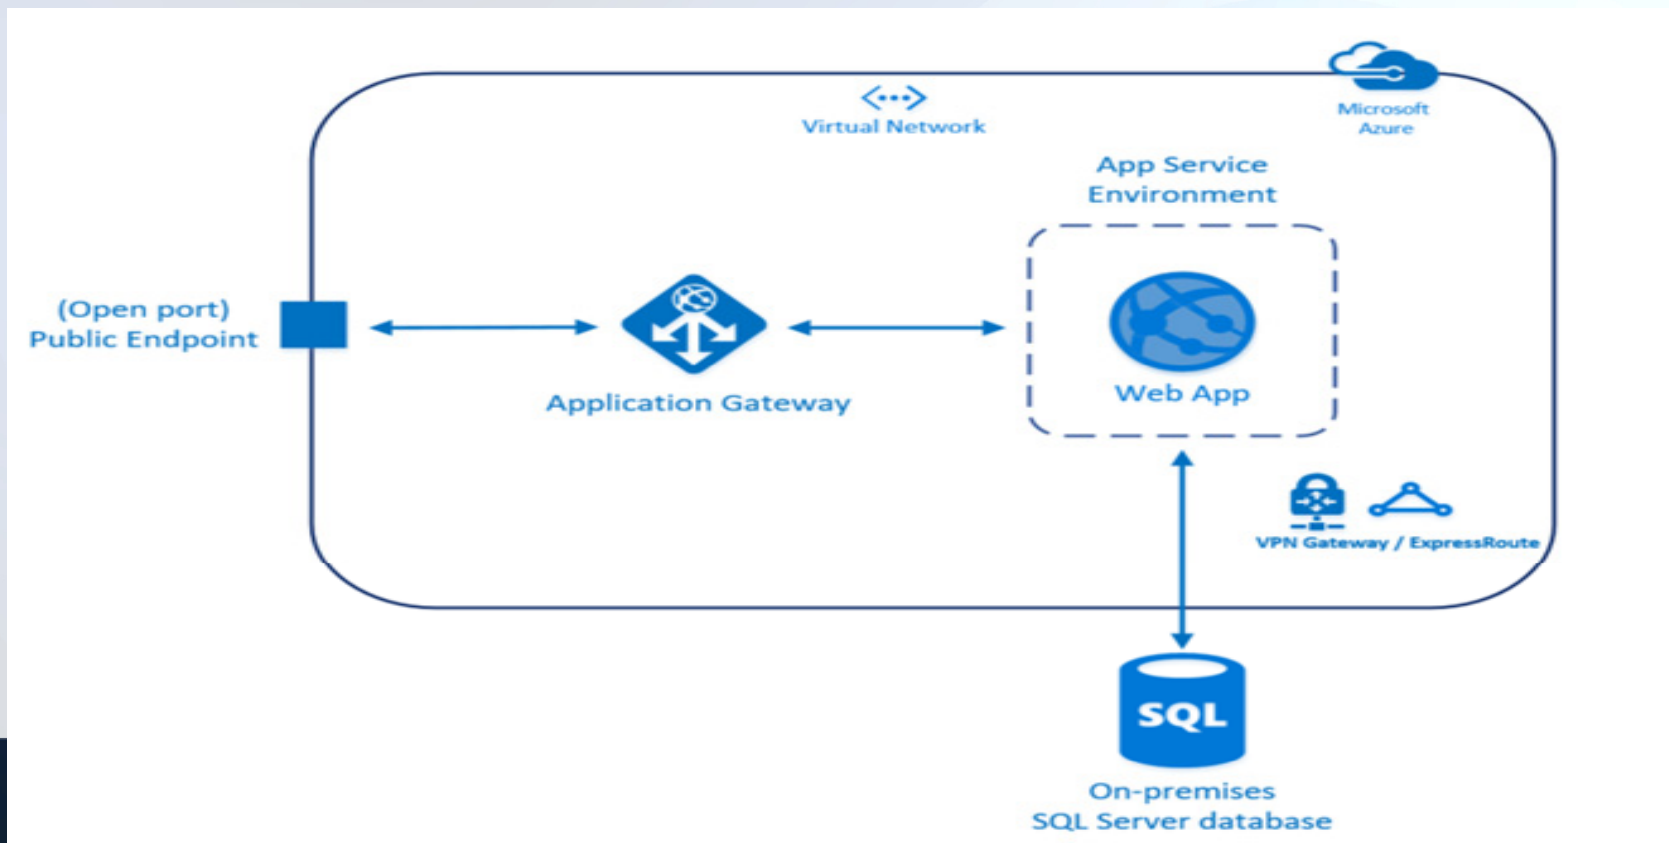 Virtual Network
Microsoft
Azure
App Service
Environment
(Open port)
Public Endpoint
Application Gateway
Web App
VPN Gateway / ExpressRoute
SQL
On-premises
SQL Server database